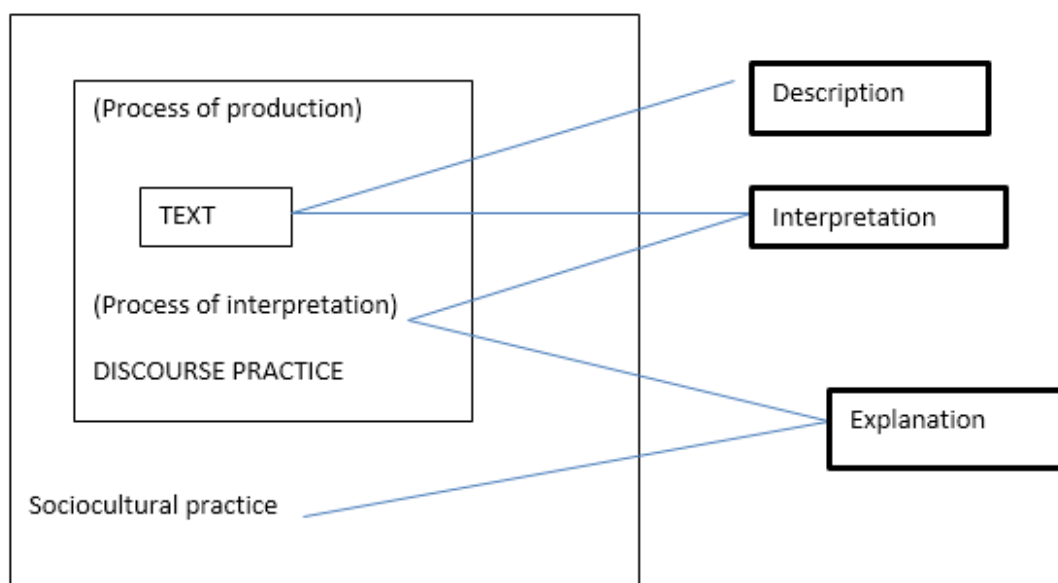 (Process of production)
TEXT
(Process of interpretation)
DISCOURSE PRACTICE
Sociocultural practice
Description
Interpretation
Explanation